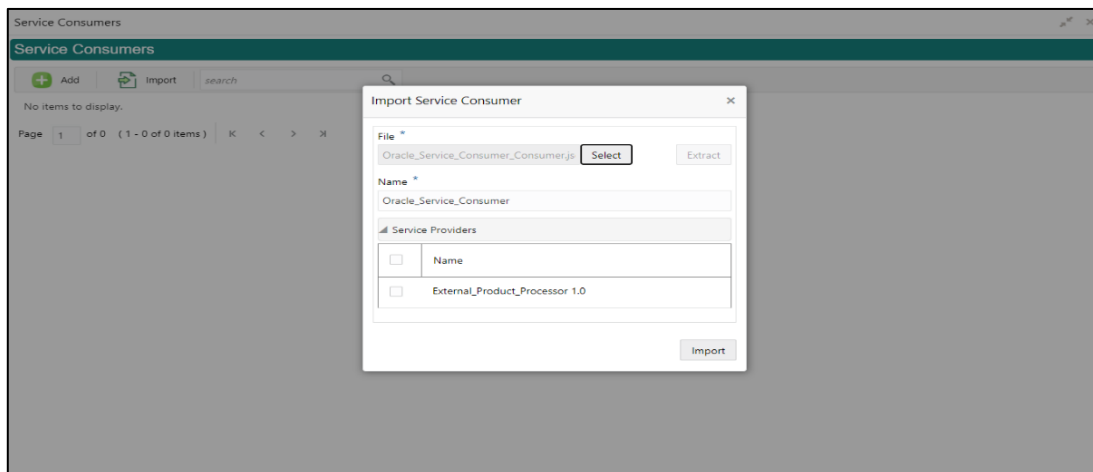 Service Consumers
Service Consumers
Add Import search
No items to display.
Page 1 of 0 (1 - 0 of 0 items)
Import Service Consumer
File *
Oracle_Service_Consumer_Consumer.js Select Extract
Name *
Oracle_Service_Consumer
Service Providers
Name
External_Product_Processor 1.0
Import